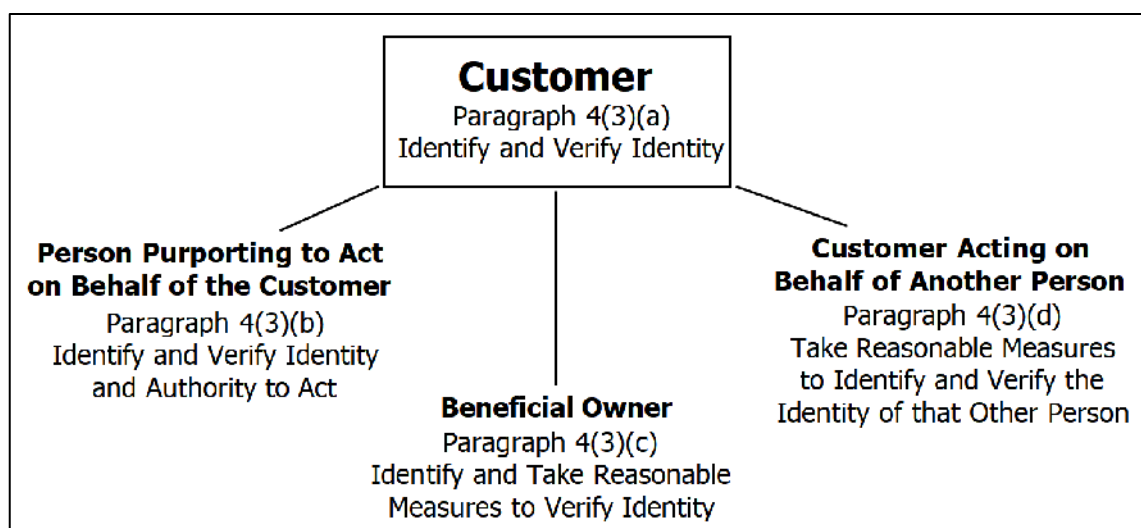 Customer
Paragraph 4(3)(a)
Identify and Verify Identity
Person Purporting to Act
on Behalf of the Customer
Paragraph 4(3)(b)
Identify and Verify Identity
and Authority to Act
Beneficial Owner
Paragraph 4(3)(c)
Identify and Take Reasonable
Measures to Verify Identity
Customer Acting on
Behalf of Another Person
Paragraph 4(3)(d)
Take Reasonable Measures
to Identify and Verify the
Identity of that Other Person